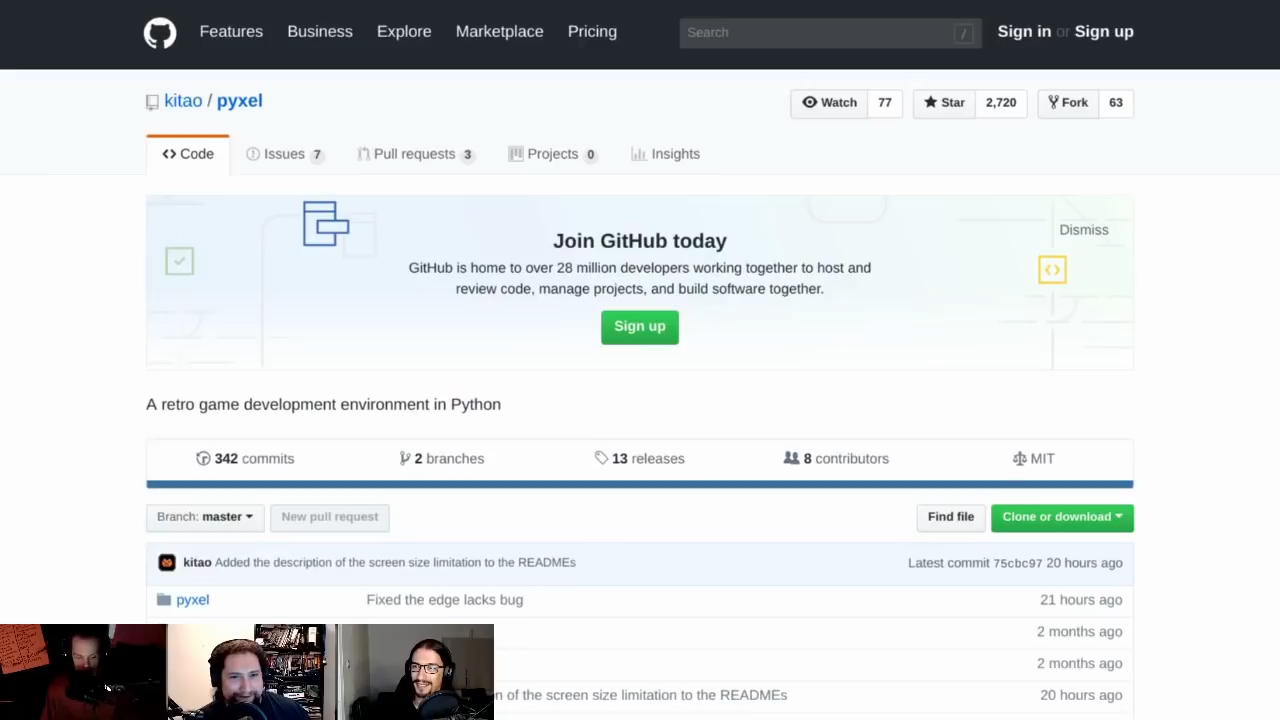 Features Business Explore Marketplace Pricing Search / Sign in or Sign up
kitao / pyxel
Watch 77 Star 2,720 Fork 63
Code Issues 7 Pull requests 3 Projects 0 Insights
Dismiss
Join GitHub today
GitHub is home to over 28 million developers working together to host and
review code, manage projects, and build software together.
Sign up
A retro game development environment in Python
342 commits 2 branches 13 releases 8 contributors MIT
Branch: master New pull request Find file Clone or download
kitao Added the description of the screen size limitation to the READMEs Latest commit 75cbc97 20 hours ago
pyxel Fixed the edge lacks bug 21 hours ago
2 months ago
2 months ago
of the screen size limitation to the READMEs 20 hours ago